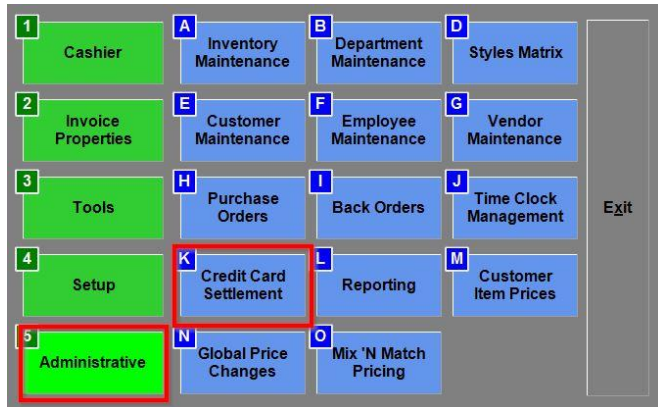 1
Cashier
A
Inventory
Maintenance
B
Department
Maintenance
D
Styles Matrix
2
Invoice
Properties
E
Customer
Maintenance
F
Employee
Maintenance
G
Vendor
Maintenance
3
Tools
H
Purchase
Orders
I
Back Orders
J
Time Clock
Management
Exit
4
Setup
K
Credit Card
Settlement
L
Reporting
M
Customer
Item Prices
5
Administrative
N
Global Price
Changes
O
Mix 'N Match
Pricing